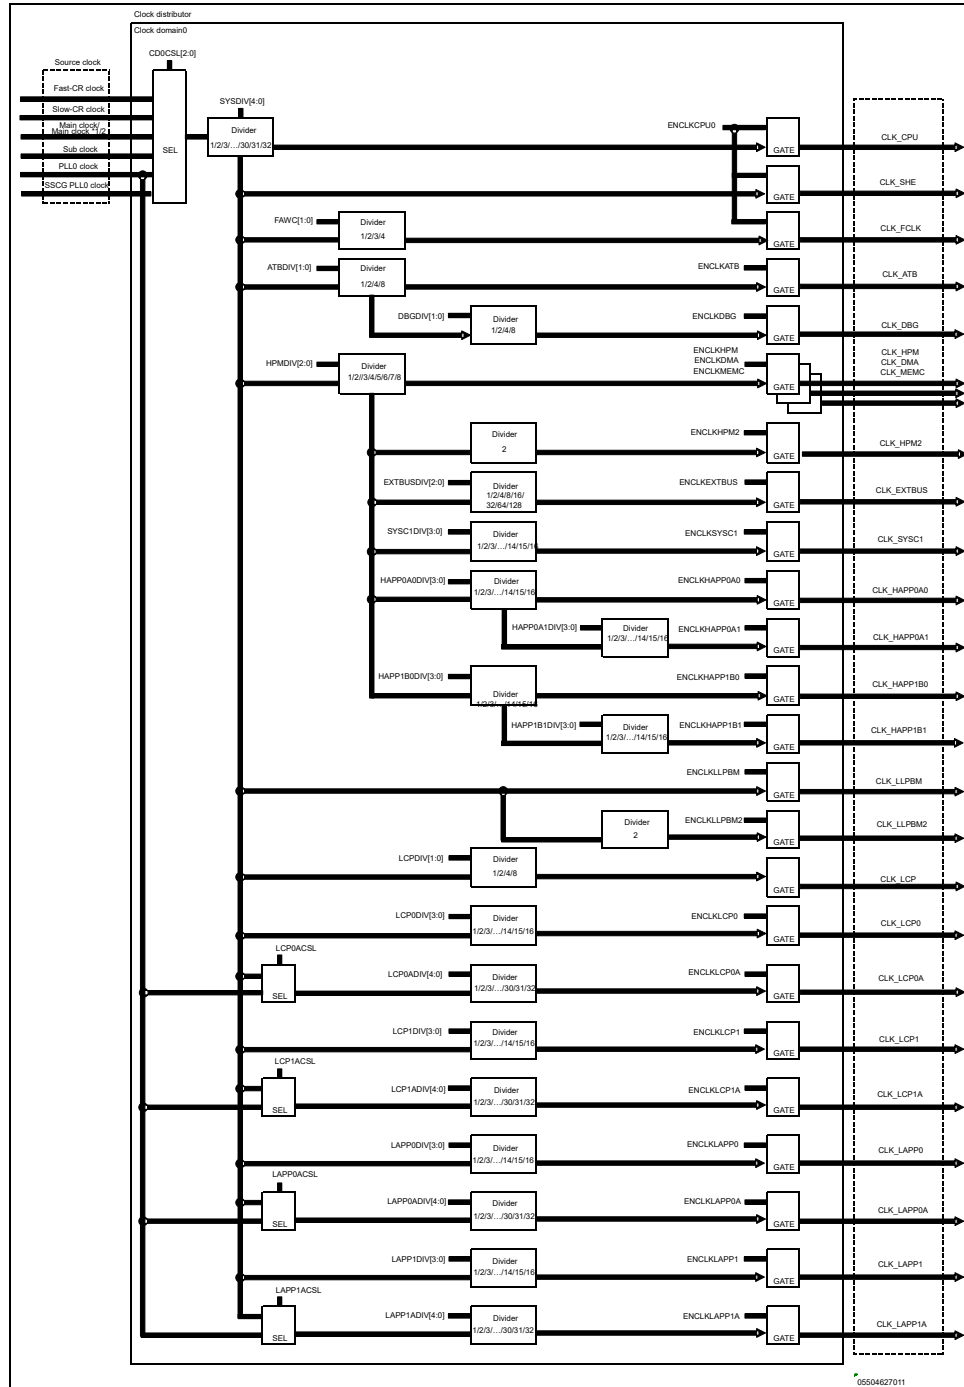 Clock distributor
Clock domain0
CD0CSL[2:0]
Source clock
Fast-CR clock
Slow-CR clock
Main clock/
Main clock *1/2
Sub clock
PLL0 clock
SSCG PLL0 clock
SEL
SYSDIV[4:0]
Divider
1/2/3/.../30/31/32
ENCLKCPU0
GATE
CLK_CPU
GATE
CLK_SHE
FAWC[1:0]
Divider
1/2/3/4
GATE
CLK_FCLK
ATBDIV[1:0]
Divider
1/2/4/8
ENCLKATB
GATE
CLK_ATB
DBGDIV[1:0]
Divider
1/2/4/8
ENCLKDBG
GATE
CLK_DBG
HPMDIV[2:0]
Divider
1/2//3/4/5/6/7/8
ENCLKHPM
ENCLKDMA
ENCLKMEMC
GATE
CLK_HPM
CLK_DMA
CLK_MEMC
Divider
2
ENCLKHPM2
GATE
CLK_HPM2
EXTBUSDIV[2:0]
Divider
1/2/4/8/16/
32/64/128
ENCLKEXTBUS
GATE
CLK_EXTBUS
SYSC1DIV[3:0]
Divider
1/2/3/.../14/15/16
ENCLKSYSC1
GATE
CLK_SYSC1
HAPP0A0DIV[3:0]
Divider
1/2/3/.../14/15/16
ENCLKHAPP0A0
GATE
CLK_HAPP0A0
HAPP0A1DIV[3:0]
Divider
1/2/3/.../14/15/16
ENCLKHAPP0A1
GATE
CLK_HAPP0A1
HAPP1B0DIV[3:0]
Divider
1/2/3/.../14/15/16
ENCLKHAPP1B0
GATE
CLK_HAPP1B0
HAPP1B1DIV[3:0]
Divider
1/2/3/.../14/15/16
ENCLKHAPP1B1
GATE
CLK_HAPP1B1
ENCLKLLPBM
GATE
CLK_LLPBM
Divider
2
ENCLKLLPBM2
GATE
CLK_LLPBM2
LCPDIV[1:0]
Divider
1/2/4/8
GATE
CLK_LCP
LCP0DIV[3:0]
Divider
1/2/3/.../14/15/16
ENCLKLCP0
GATE
CLK_LCP0
LCP0ACSL
SEL
LCP0ADIV[4:0]
Divider
1/2/3/.../30/31/32
ENCLKLCP0A
GATE
CLK_LCP0A
LCP1DIV[3:0]
Divider
1/2/3/.../14/15/16
ENCLKLCP1
GATE
CLK_LCP1
LCP1ACSL
SEL
LCP1ADIV[4:0]
Divider
1/2/3/.../30/31/32
ENCLKLCP1A
GATE
CLK_LCP1A
LAPP0DIV[3:0]
Divider
1/2/3/.../14/15/16
ENCLKLAPP0
GATE
CLK_LAPP0
LAPP0ACSL
SEL
LAPP0ADIV[4:0]
Divider
1/2/3/.../30/31/32
ENCLKLAPP0A
GATE
CLK_LAPP0A
LAPP1DIV[3:0]
Divider
1/2/3/.../14/15/16
ENCLKLAPP1
GATE
CLK_LAPP1
LAPP1ACSL
SEL
LAPP1ADIV[4:0]
Divider
1/2/3/.../30/31/32
ENCLKLAPP1A
GATE
CLK_LAPP1A
05504627011